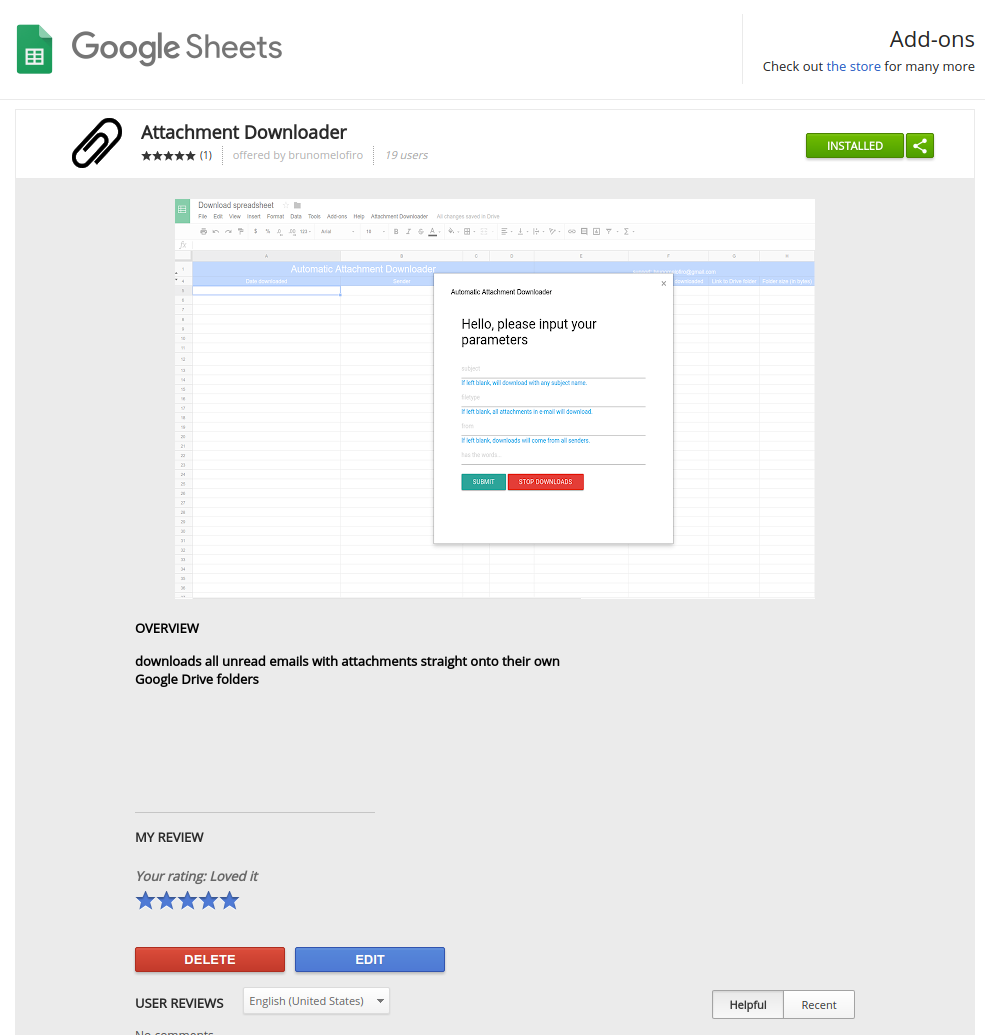 Google Sheets
Add-ons
Check out the store for many more
Attachment Downloader
(1)
offered by brunomelofiro
19 users
INSTALLED
Download spreadsheet
File Edit View Insert Format Data Tools Add-ons Help Attachment Downloader All changes saved in Drive
Automatic Attachment Downloader
Date downloaded Sender
Link to Drive folder Folder size (in bytes)
Automatic Attachment Downloader
Hello, please input your
parameters
subject
If left blank, will download with any subject name.
filetype
If left blank, all attachments in e-mail will download.
from
If left blank, downloads will come from all senders.
has the words...
SUBMIT STOP DOWNLOADS
OVERVIEW
downloads all unread emails with attachments straight onto their own
Google Drive folders
MY REVIEW
Your rating: Loved it
DELETE EDIT
USER REVIEWS English (United States) Helpful Recent
No comments